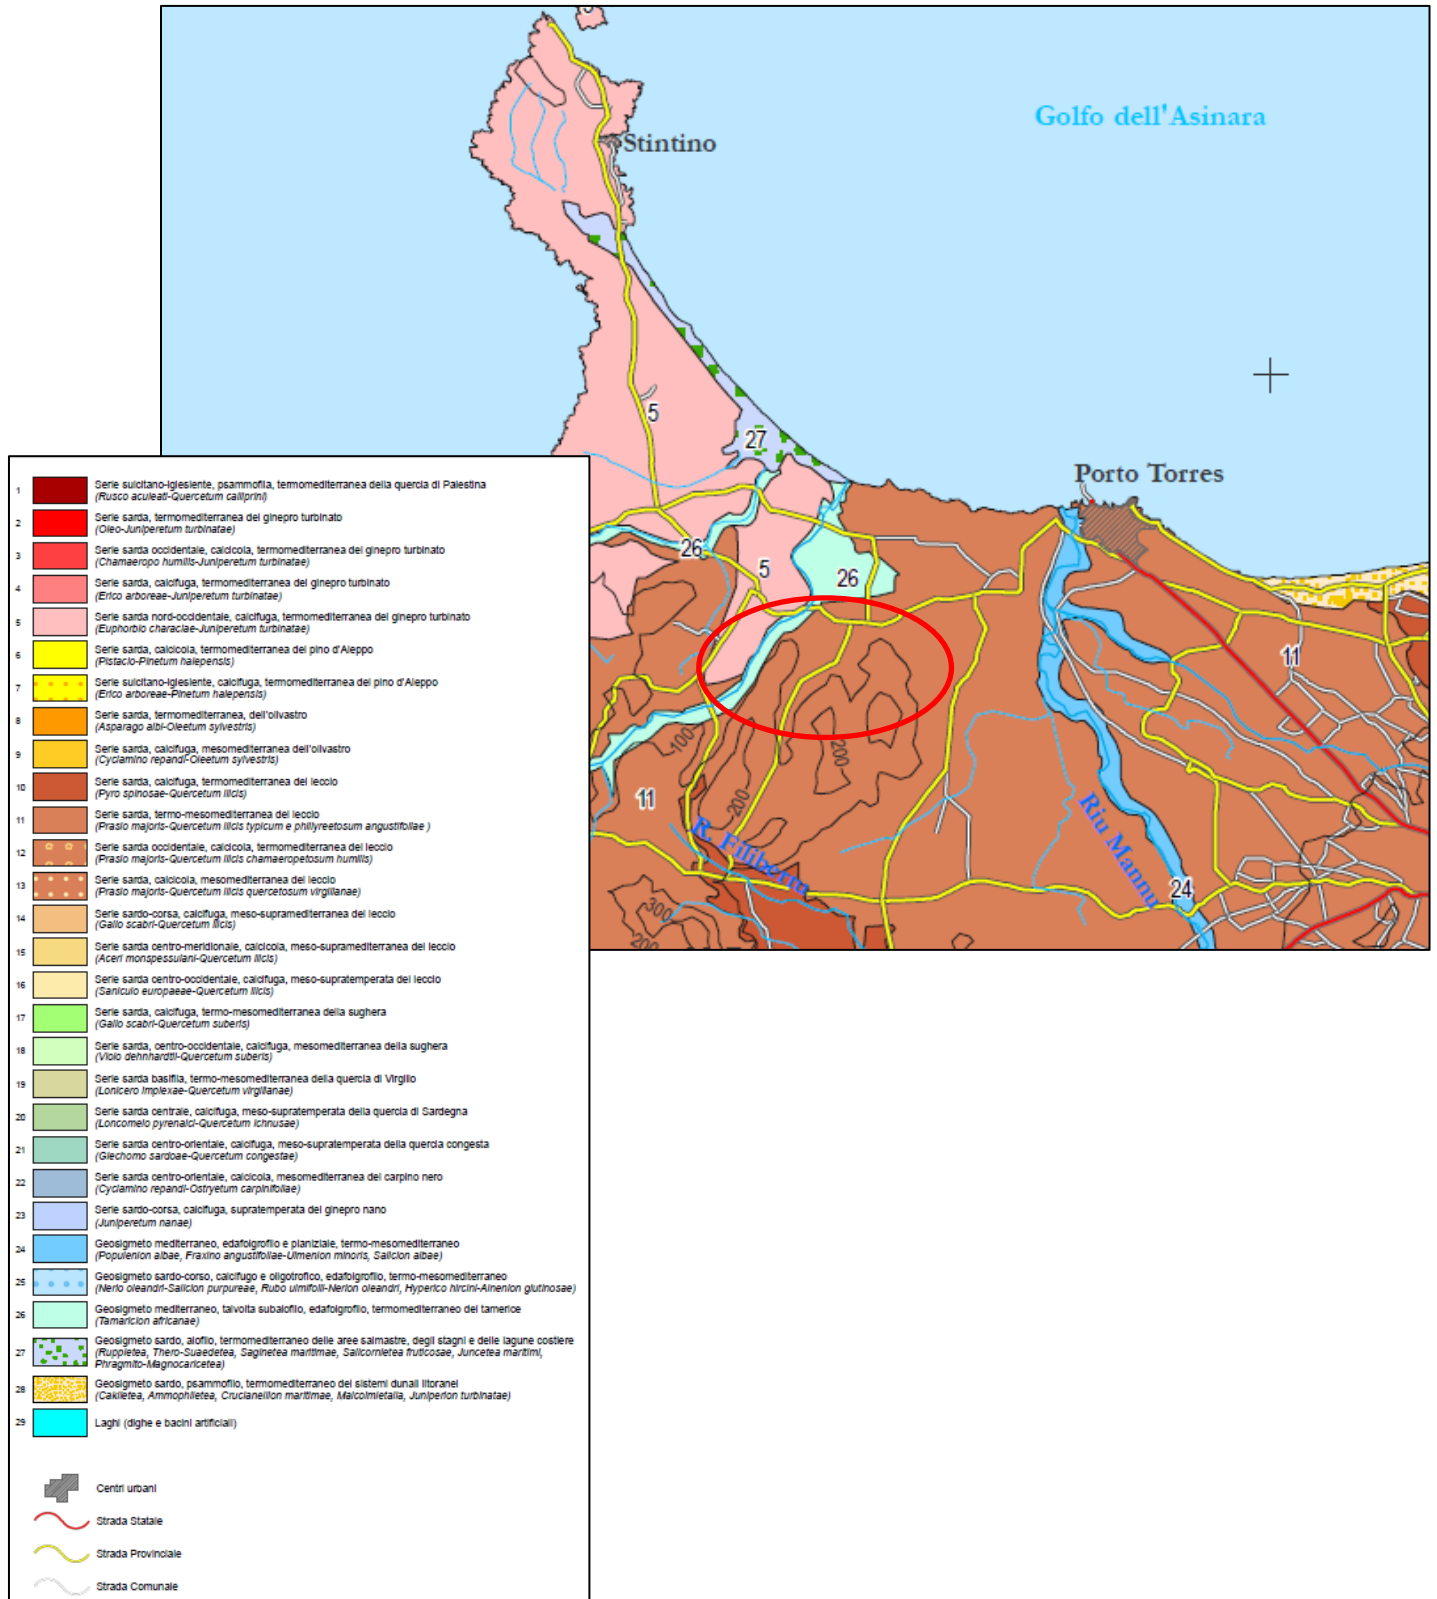 Golfo dell'Asinara
Stintino
5
27
Porto Torres
26
5
26
11
100
200
200
11
R. Filiberto
Riu Mannu
24
300
200
1 Serie sulcitano-iglesiente, psammofila, termomediterranea della quercia di Palestina
(Rusco aculeati-Quercetum calliprini)
2 Serie sarda, termomediterranea del ginepro turbinato
(Oleo-Juniperetum turbinatae)
3 Serie sarda occidentale, calcicola, termomediterranea del ginepro turbinato
(Chamaeropo humilis-Juniperetum turbinatae)
4 Serie sarda, calcifuga, termomediterranea del ginepro turbinato
(Erico arboreae-Juniperetum turbinatae)
5 Serie sarda nord-occidentale, calcifuga, termomediterranea del ginepro turbinato
(Euphorbio characiae-Juniperetum turbinatae)
6 Serie sarda, calcicola, termomediterranea del pino d'Aleppo
(Pistacio-Pinetum halepensis)
7 Serie sulcitano-iglesiente, calcifuga, termomediterranea del pino d'Aleppo
(Erico arboreae-Pinetum halepensis)
8 Serie sarda, termomediterranea, dell'olivastro
(Asparago albi-Oleetum sylvestris)
9 Serie sarda, calcifuga, mesomediterranea dell'olivastro
(Cyclamino repandi-Oleetum sylvestris)
10 Serie sarda, calcifuga, termomediterranea del leccio
(Pyro spinosae-Quercetum ilicis)
11 Serie sarda, termo-mesomediterranea del leccio
(Prasio majoris-Quercetum ilicis typicum e phillyreetosum angustifoliae )
12 Serie sarda occidentale, calcicola, termomediterranea del leccio
(Prasio majoris-Quercetum ilicis chamaeropetosum humilis)
13 Serie sarda, calcicola, mesomediterranea del leccio
(Prasio majoris-Quercetum ilicis quercetosum virgilianae)
14 Serie sardo-corsa, calcifuga, meso-supramediterranea del leccio
(Galio scabri-Quercetum ilicis)
15 Serie sarda centro-meridionale, calcicola, meso-supramediterranea del leccio
(Aceri monspessulani-Quercetum ilicis)
16 Serie sarda centro-occidentale, calcifuga, meso-supratemperata del leccio
(Saniculo europaeae-Quercetum ilicis)
17 Serie sarda, calcifuga, termo-mesomediterranea della sughera
(Galio scabri-Quercetum suberis)
18 Serie sarda, centro-occidentale, calcifuga, mesomediterranea della sughera
(Violo dehnhardtii-Quercetum suberis)
19 Serie sarda basifila, termo-mesomediterranea della quercia di Virgilio
(Lonicero implexae-Quercetum virgilianae)
20 Serie sarda centrale, calcifuga, meso-supratemperata della quercia di Sardegna
(Loncomelo pyrenaici-Quercetum ichnusae)
21 Serie sarda centro-orientale, calcifuga, meso-supratemperata della quercia congesta
(Glechomo sardoae-Quercetum congestae)
22 Serie sarda centro-orientale, calcicola, mesomediterranea del carpino nero
(Cyclamino repandi-Ostryetum carpinifoliae)
23 Serie sardo-corsa, calcifuga, supratemperata del ginepro nano
(Juniperetum nanae)
24 Geosigmeto mediterraneo, edafoigrofilo e planiziale, termo-mesomediterraneo
(Populenion albae, Fraxino angustifoliae-Ulmenion minoris, Salicion albae)
25 Geosigmeto sardo-corso, calcifugo e oligotrofico, edafoigrofilo, termo-mesomediterraneo
(Nerio oleandri-Salicion purpureae, Rubo ulmifolii-Nerion oleandri, Hyperico hircini-Alnenion glutinosae)
26 Geosigmeto mediterraneo, talvolta subalofilo, edafoigrofilo, termomediterraneo del tamerice
(Tamaricion africanae)
27 Geosigmeto sardo, alofilo, termomediterraneo delle aree salmastre, degli stagni e delle lagune costiere
(Ruppietea, Thero-Suaedetea, Saginetea maritimae, Salicornietea fruticosae, Juncetea maritimi,
Phragmito-Magnocaricetea)
28 Geosigmeto sardo, psammofilo, termomediterraneo dei sistemi dunali litoranei
(Cakiletea, Ammophiletea, Crucianellion maritimae, Malcolmietalia, Juniperion turbinatae)
29 Laghi (dighe e bacini artificiali)
Centri urbani
Strada Statale
Strada Provinciale
Strada Comunale